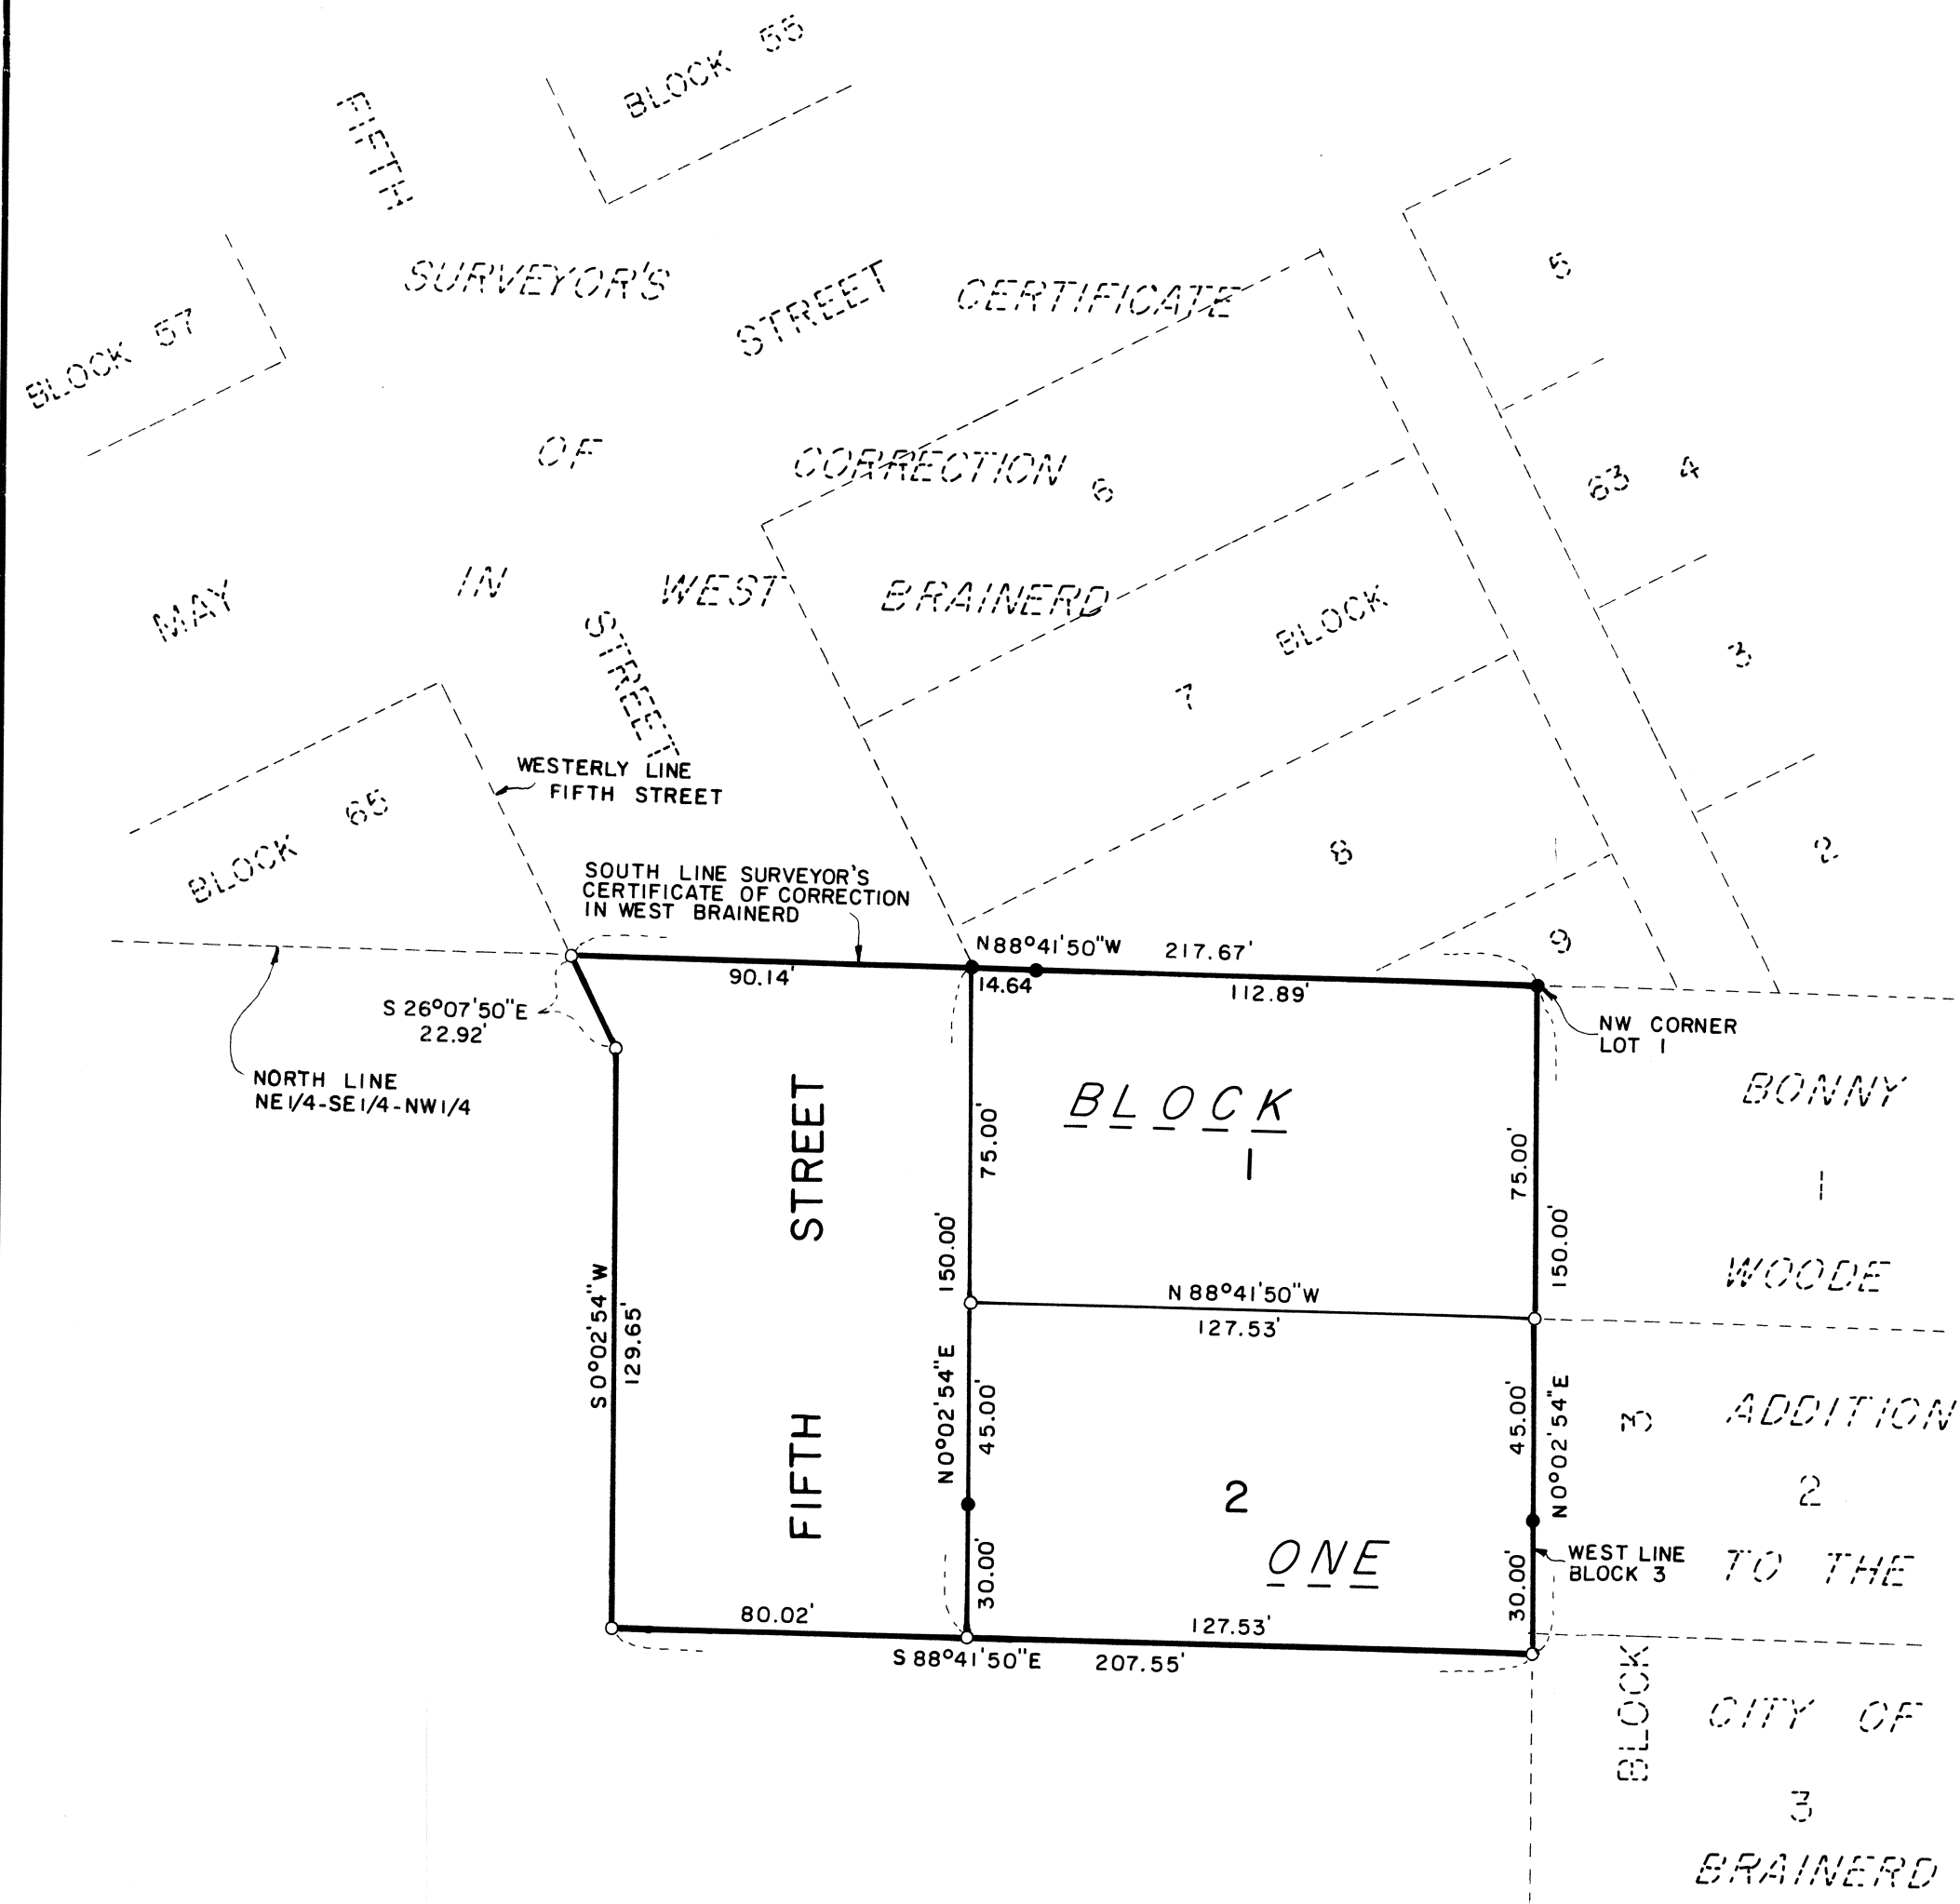 BLOCK 55
FIFTH
5
SURVEYOR'S
STREET
CERTIFICATE
BLOCK 57
OF
CORRECTION
6
63
4
IN
WEST
BRAINERD
MAY
STREET
BLOCK
7
3
WESTERLY LINE
FIFTH STREET
BLOCK 65
8
2
SOUTH LINE SURVEYOR'S
CERTIFICATE OF CORRECTION
IN WEST BRAINERD
9
N88°41'50"W 217.67'
90.14'
14.64
112.89'
S 26°07'50"E
22.92'
NW CORNER
LOT 1
NORTH LINE
NE1/4-SE1/4-NW1/4
BLOCK
1
BONNY
1
WOODE
STREET
75.00'
75.00'
150.00'
150.00'
N 88°41'50"W
127.53'
S 0°02'54"W
129.65'
N0°02'54"E
45.00'
45.00'
N0°02'54"E
3
ADDITION
2
FIFTH
2
ONE
30.00'
30.00'
WEST LINE
BLOCK 3
TO THE
80.02'
127.53'
S 88°41'50"E 207.55'
BLOCK
CITY OF
3
BRAINERD